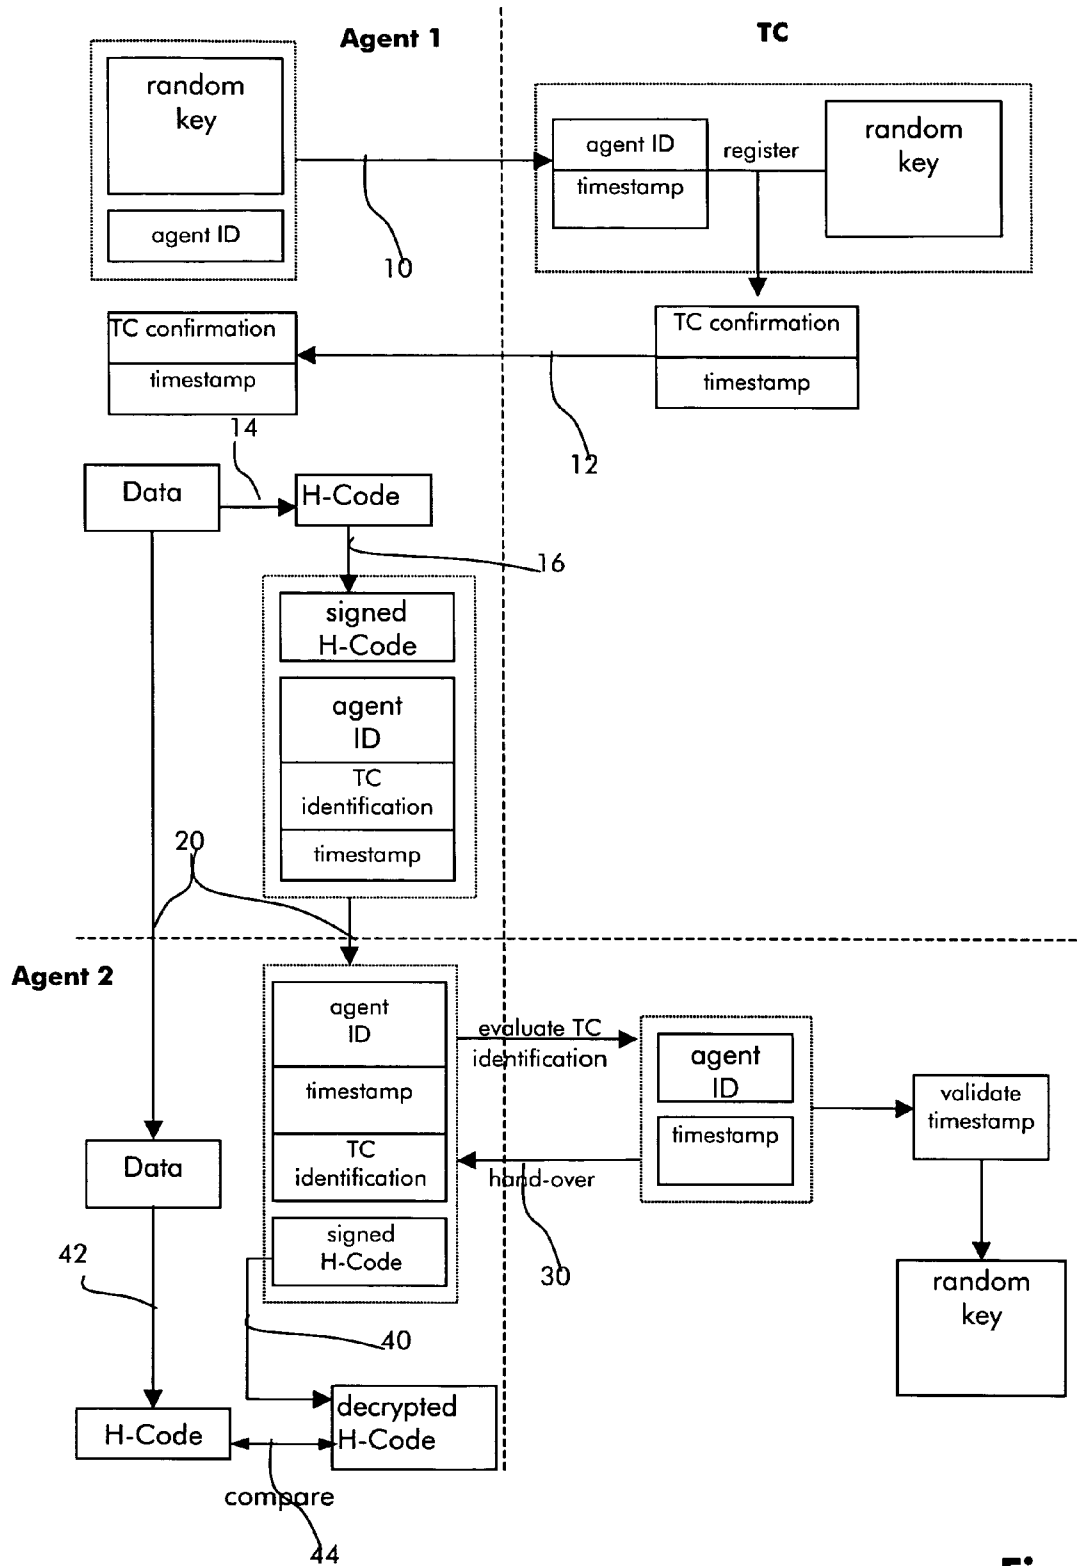 Agent 1
TC
random
key
agent ID
agent ID
timestamp
register
random
key
10
TC confirmation
timestamp
TC confirmation
timestamp
12
14
Data
H-Code
16
signed
H-Code
agent
ID
TC
identification
timestamp
20
Agent 2
agent
ID
timestamp
TC
identification
signed
H-Code
evaluate TC
identification
hand-over
30
agent
ID
timestamp
validate
timestamp
random
key
Data
42
40
H-Code
decrypted
H-Code
compare
44